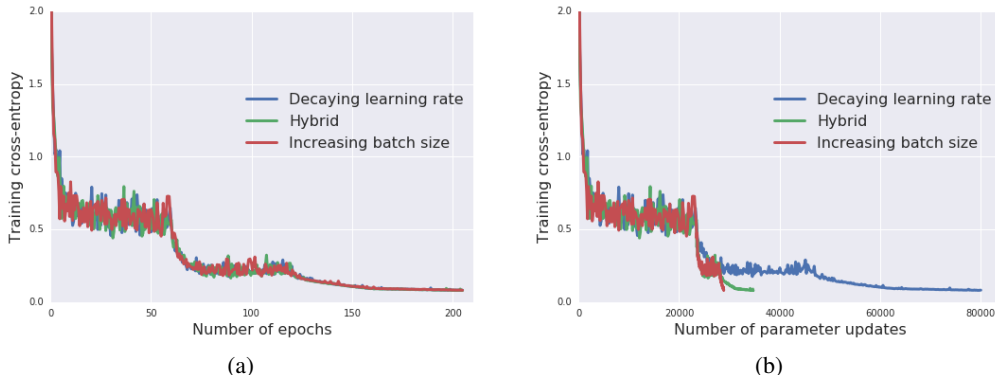 2.0
1.5
1.0
0.5
0.0
Training cross-entropy
Decaying learning rate
Hybrid
Increasing batch size
0
50
100
150
200
Number of epochs
(a)
2.0
1.5
1.0
0.5
0.0
Training cross-entropy
Decaying learning rate
Hybrid
Increasing batch size
0
20000
40000
60000
80000
Number of parameter updates
(b)